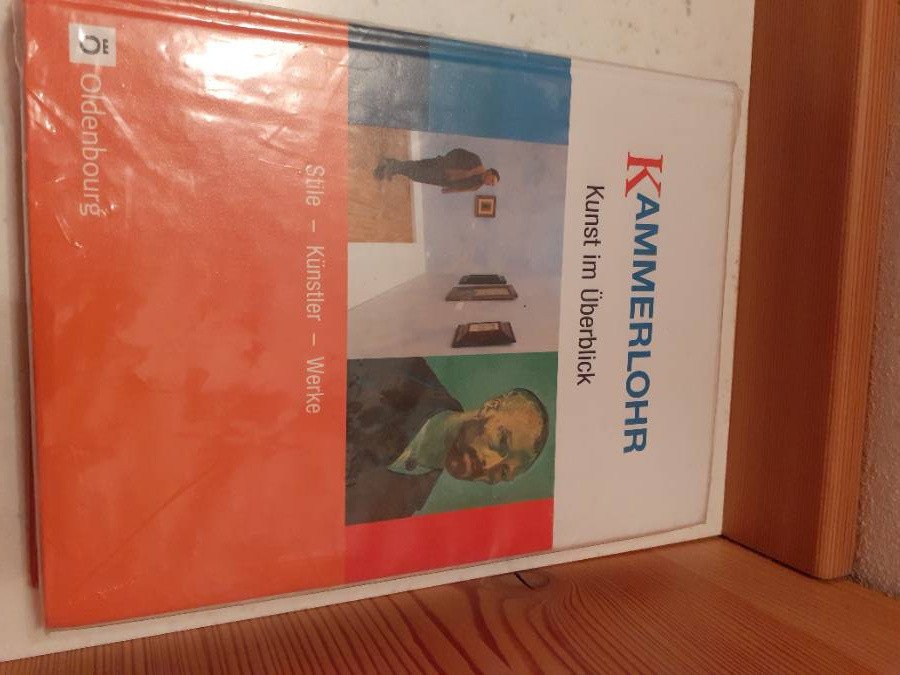 KAMMERLOHR
Kunst im Überblick
Stile – Künstler – Werke
Oldenbourg